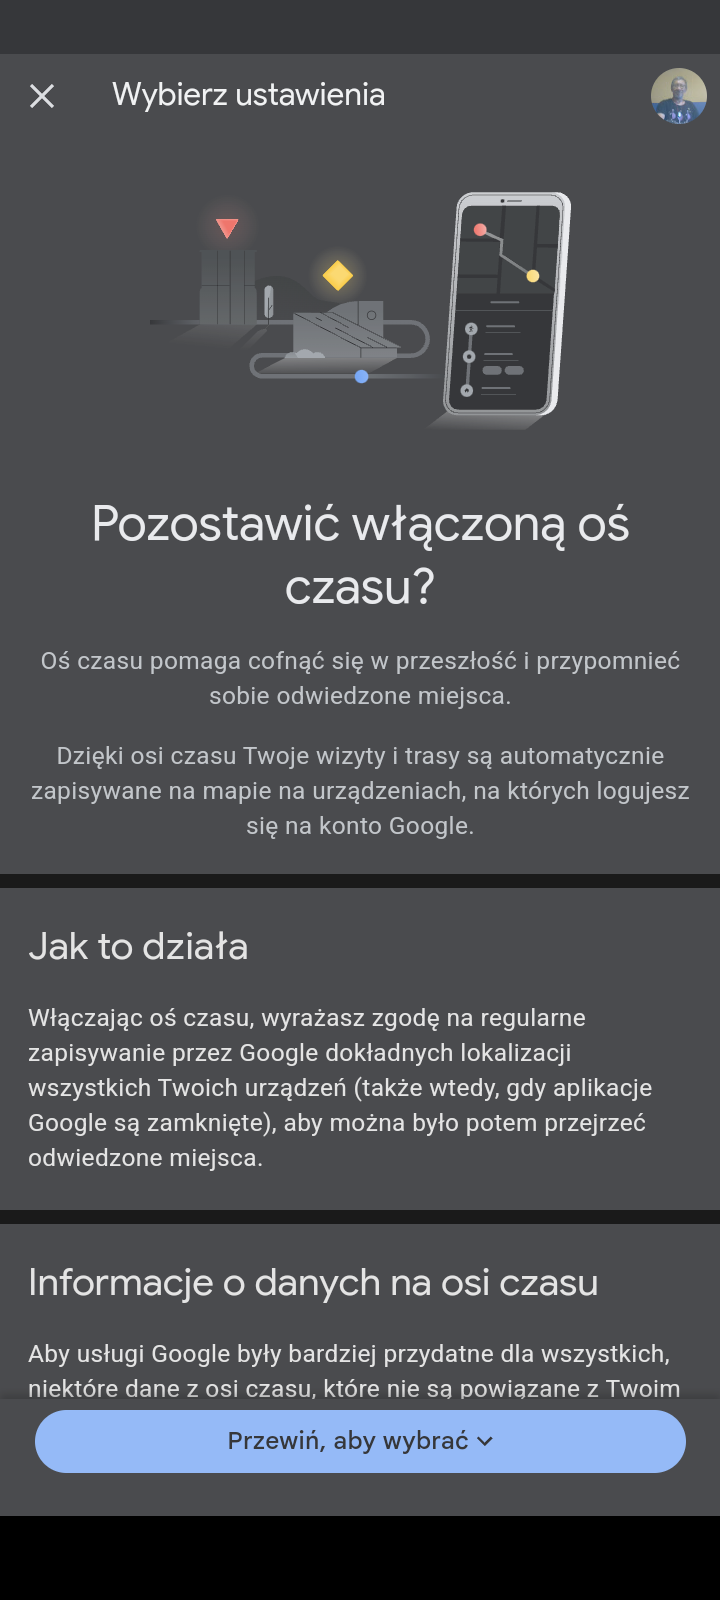 Wybierz ustawienia
Pozostawić włączoną oś
czasu?
Oś czasu pomaga cofnąć się w przeszłość i przypomnieć
sobie odwiedzone miejsca.
Dzięki osi czasu Twoje wizyty i trasy są automatycznie
zapisywane na mapie na urządzeniach, na których logujesz
się na konto Google.
Jak to działa
Włączając oś czasu, wyrażasz zgodę na regularne
zapisywanie przez Google dokładnych lokalizacji
wszystkich Twoich urządzeń (także wtedy, gdy aplikacje
Google są zamknięte), aby można było potem przejrzeć
odwiedzone miejsca.
Informacje o danych na osi czasu
Aby usługi Google były bardziej przydatne dla wszystkich,
niektóre dane z osi czasu, które nie są powiązane z Twoim
Przewiń, aby wybrać